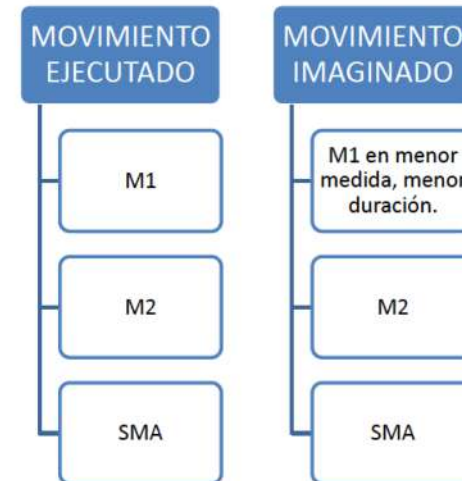 MOVIMIENTO
EJECUTADO
M1
M2
SMA
MOVIMIENTO
IMAGINADO
M1 en menor
medida, menor
duración.
M2
SMA